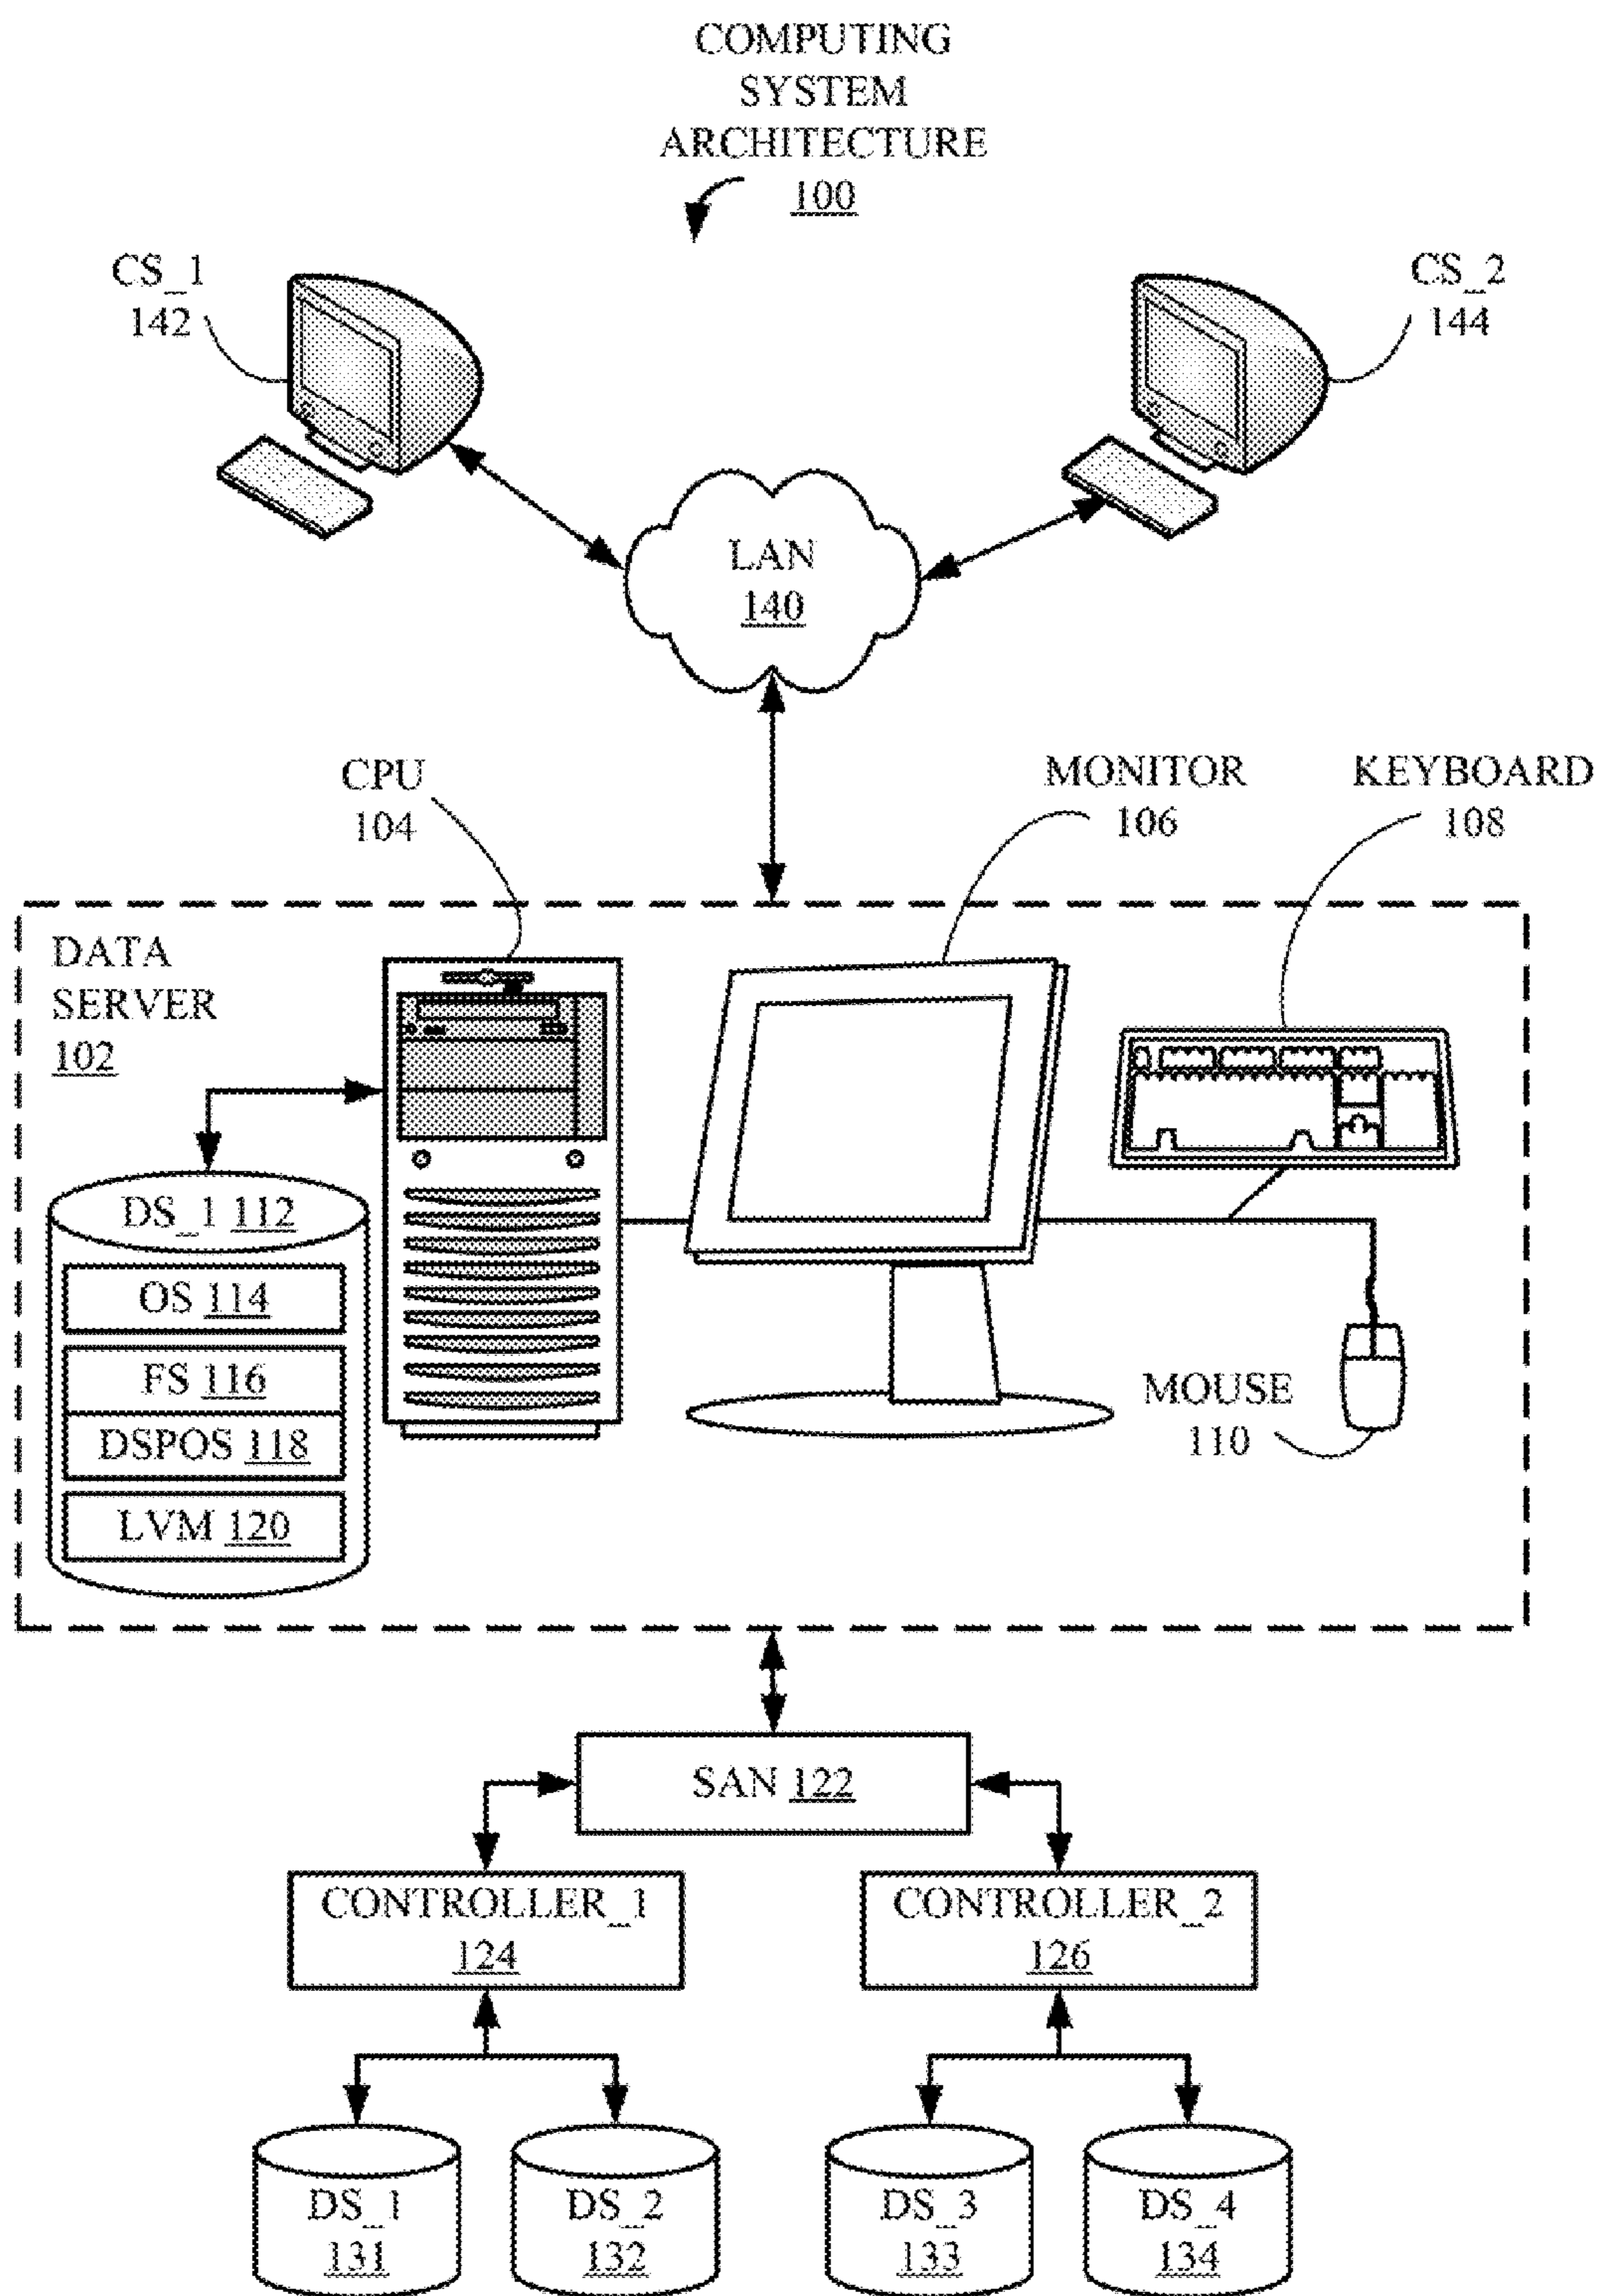 COMPUTING
SYSTEM
ARCHITECTURE
100
CS_1
142
CS_2
144
LAN
140
CPU
104
MONITOR
106
KEYBOARD
108
DATA
SERVER
102
DS_1 112
OS 114
FS 116
DSPOS 118
LVM 120
MOUSE
110
SAN 122
CONTROLLER_1
124
CONTROLLER_2
126
DS_1
131
DS_2
132
DS_3
133
DS_4
134